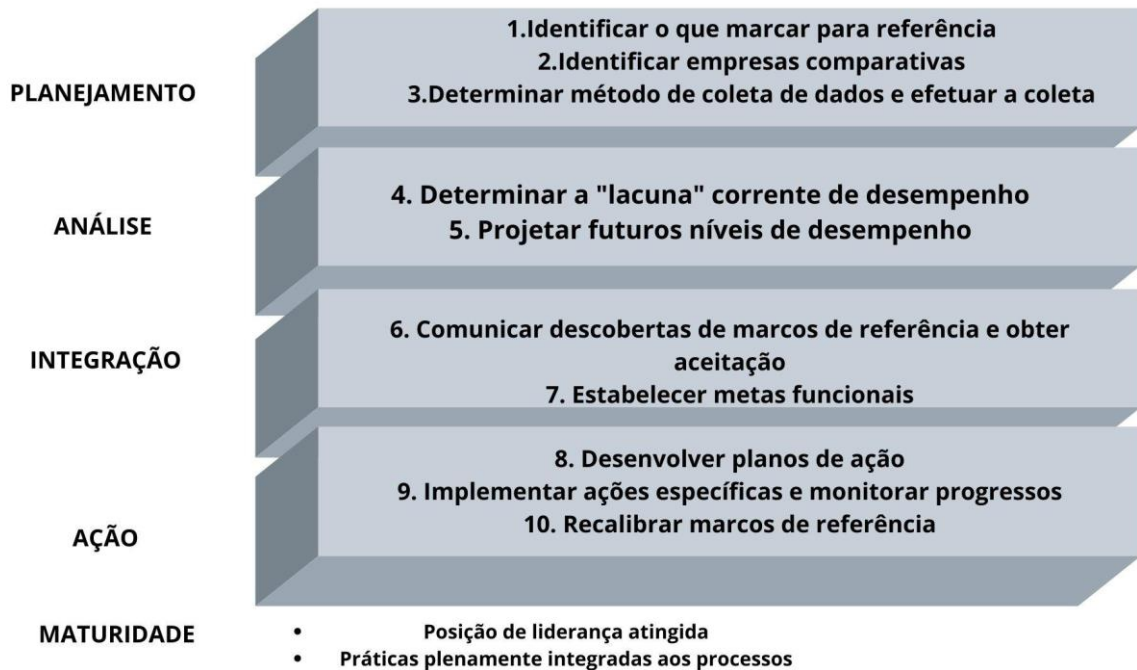 PLANEJAMENTO
1.Identificar o que marcar para referência
2.Identificar empresas comparativas
3.Determinar método de coleta de dados e efetuar a coleta
ANÁLISE
4. Determinar a "lacuna" corrente de desempenho
5. Projetar futuros níveis de desempenho
INTEGRAÇÃO
6. Comunicar descobertas de marcos de referência e obter
aceitação
7. Estabelecer metas funcionais
AÇÃO
8. Desenvolver planos de ação
9. Implementar ações específicas e monitorar progressos
10. Recalibrar marcos de referência
MATURIDADE
• Posição de liderança atingida
• Práticas plenamente integradas aos processos